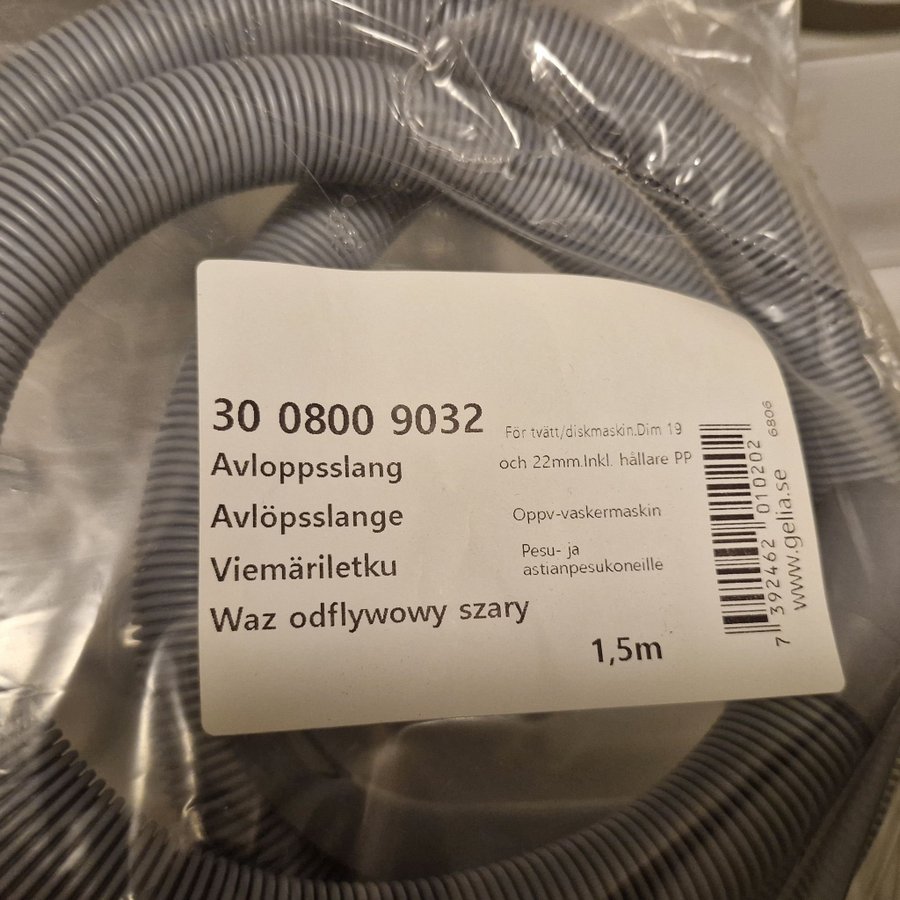 30 0800 9032
För tvätt/diskmaskin.Dim 19
och 22mm.Inkl. hållare PP
Avloppsslang
Avlöpsslange
Oppv-vaskermaskin
Viemäriletku
Pesu- ja
astianpesukoneille
Waz odflywowy szary
1,5m
7 392462 010202
6806
www.gelia.se